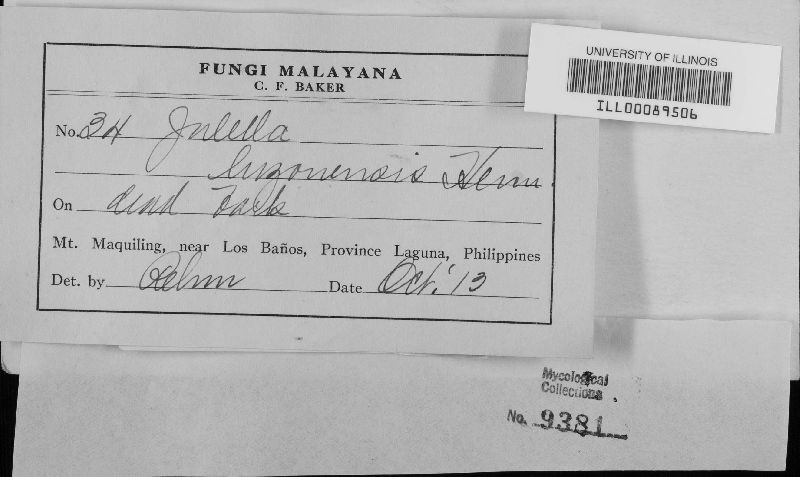 FUNGI MALAYANA
C. F. BAKER
No. 34 Julella
luzonensis Henn.
On dead bark
Mt. Maquiling, near Los Baños, Province Laguna, Philippines
Det. by Rehm Date Oct. '13
UNIVERSITY OF ILLINOIS
ILL00089506
Mycological
Collections.
No. 9381